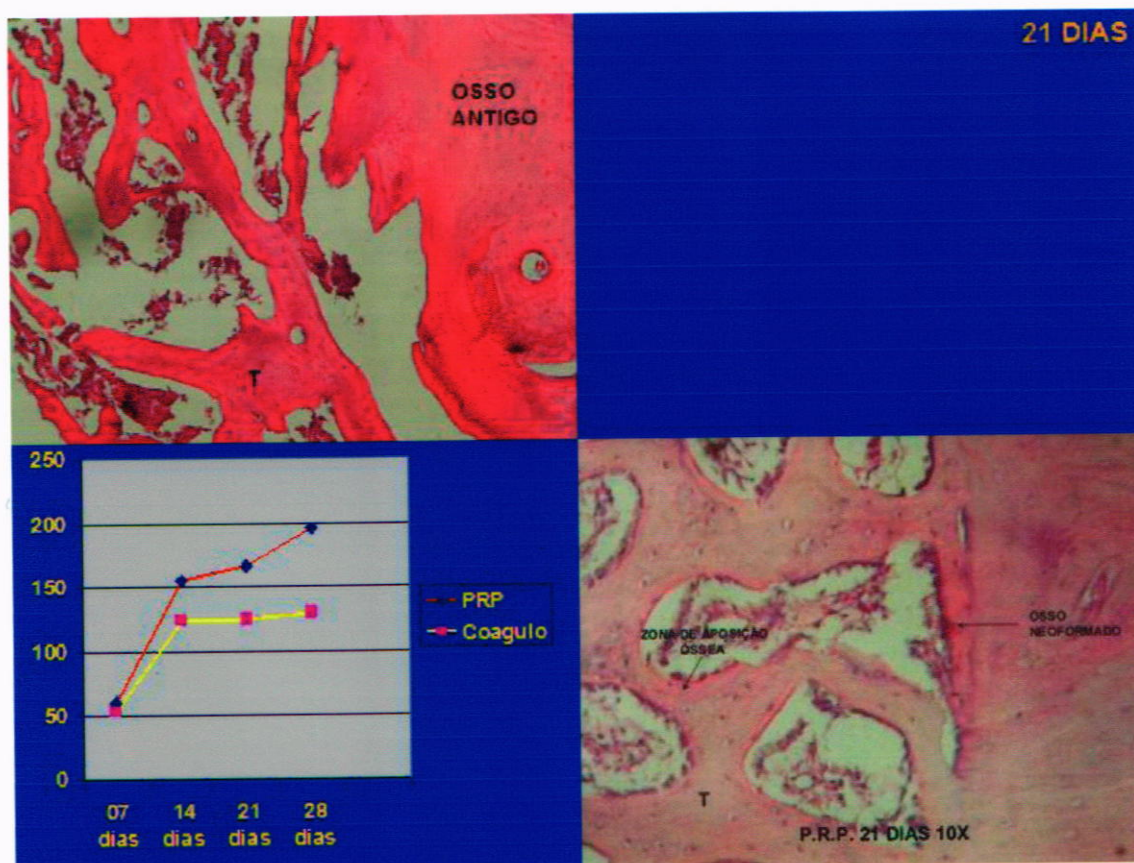 21 DIAS
OSSO
ANTIGO
T
250
200
150
100
50
0
07
dias
14
dias
21
dias
28
dias
PRP
Coagulo
ZONA DE APOSIÇÃO
ÓSSEA
OSSO
NEOFORMADO
T
P.R.P. 21 DIAS 10X